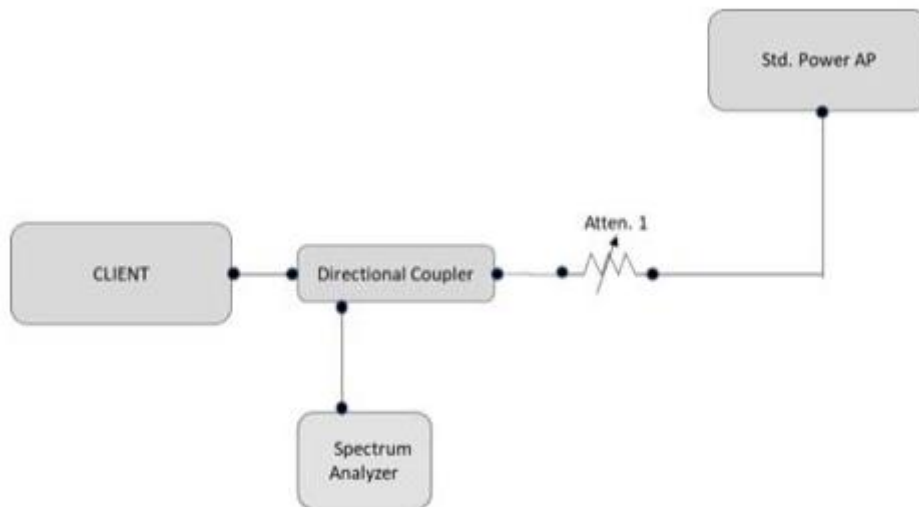 Std. Power AP
Atten. 1
CLIENT
Directional Coupler
Spectrum
Analyzer